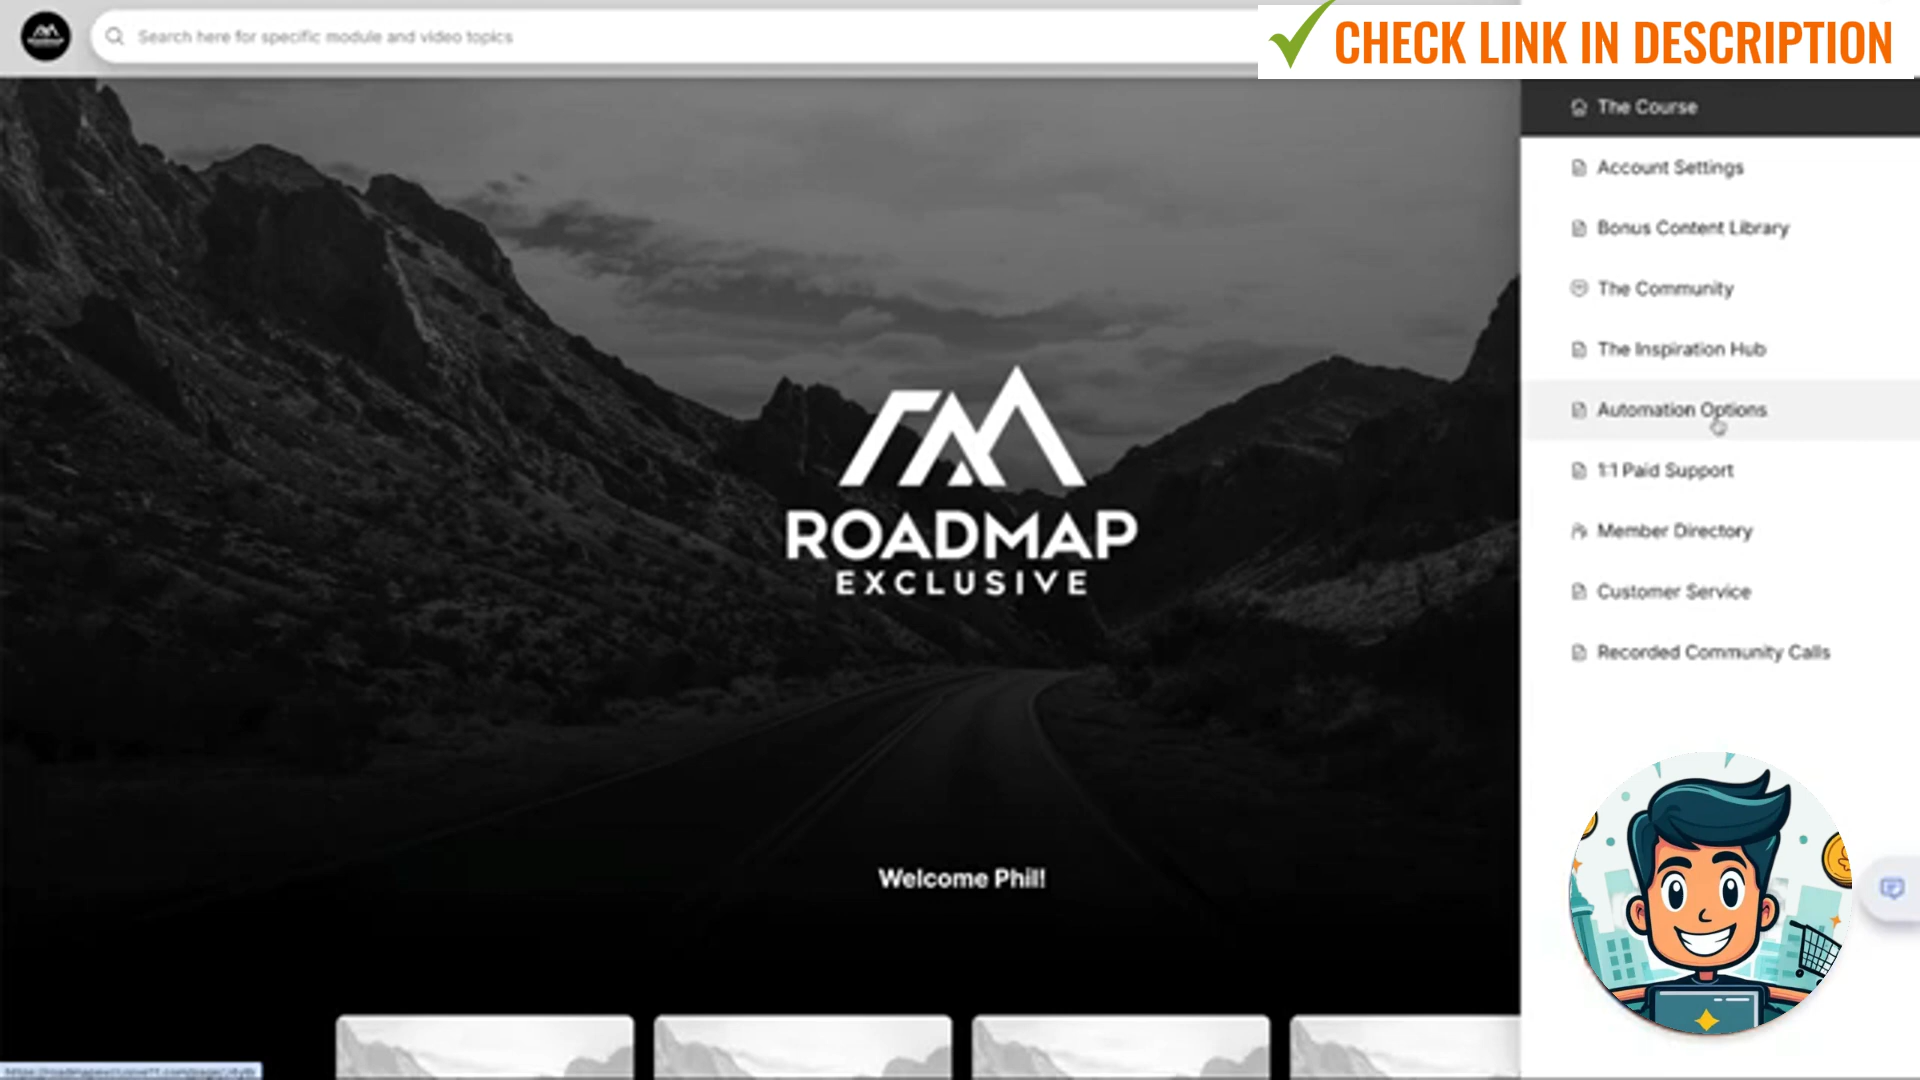 Search here for specific module and video topics
CHECK LINK IN DESCRIPTION
The Course
Account Settings
Bonus Content Library
The Community
The Inspiration Hub
Automation Options
1:1 Paid Support
Member Directory
Customer Service
Recorded Community Calls
ROADMAP
EXCLUSIVE
Welcome Phil!